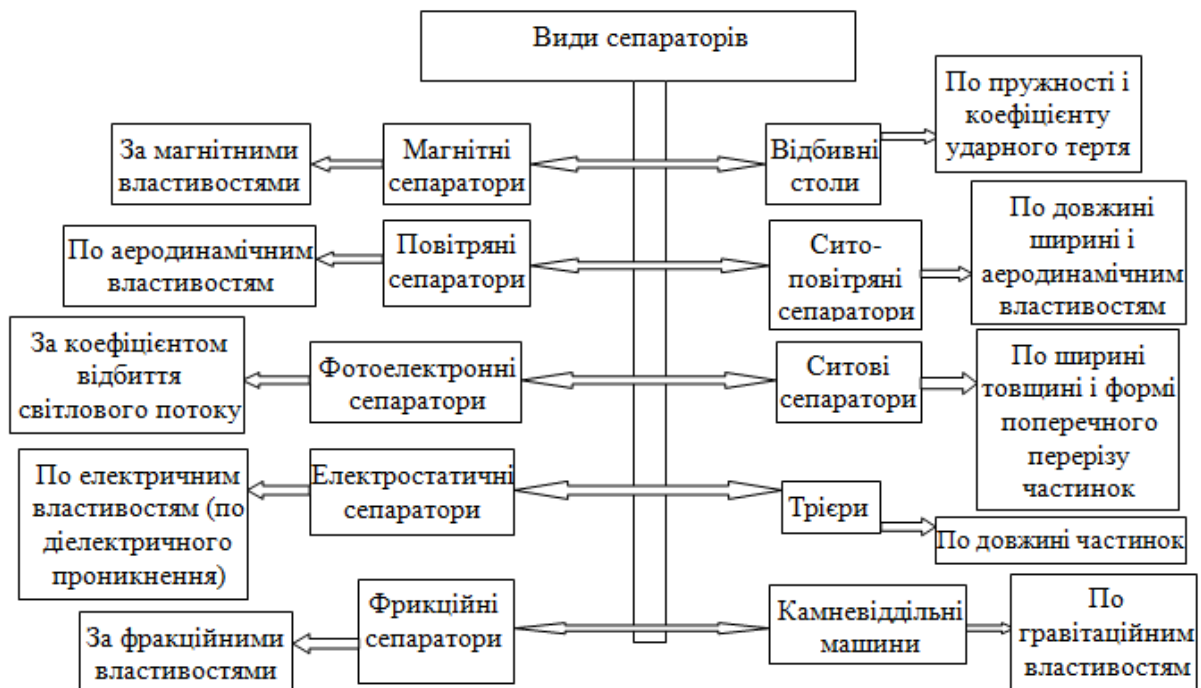 Види сепараторів
За магнітними
властивостями
Магнітні
сепаратори
Відбивні
столи
По пружності і
коефіцієнту
ударного тертя
По аеродинамічним
властивостям
Повітряні
сепаратори
Сито-
повітряні
сепаратори
По довжині
ширині і
аеродинамічним
властивостям
За коефіцієнтом
відбиття
світлового потоку
Фотоелектронні
сепаратори
Ситові
сепаратори
По ширині
товщині і формі
поперечного
перерізу
частинок
По електричним
властивостям (по
діелектричного
проникнення)
Електростатичні
сепаратори
Трієри
По довжині частинок
За фракційними
властивостями
Фрикційні
сепаратори
Камневіддільні
машини
По
гравітаційним
властивостям